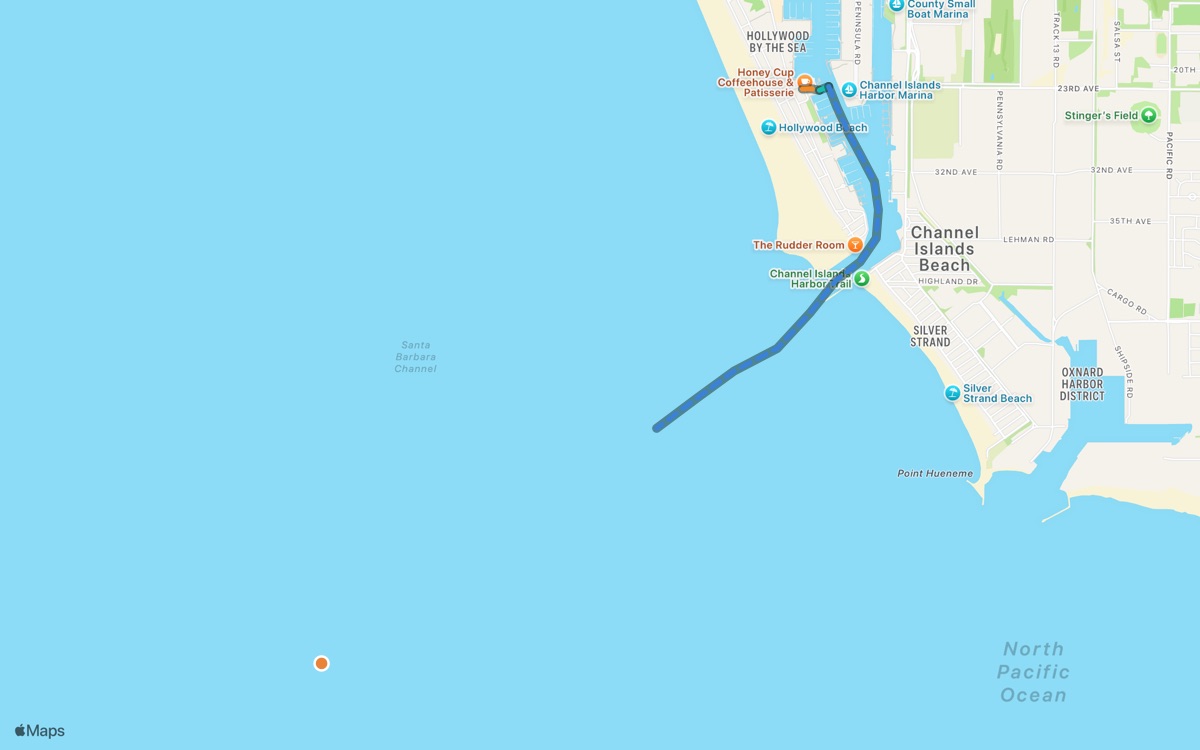 County Small
Boat Marina
PENINSULA RD
TRACK 13 RD
SALSA ST
HOLLYWOOD
BY THE SEA
20TH
Honey Cup
Coffeehouse &
Patisserie
Channel Islands
Harbor Marina
23RD AVE
PENNSYLVANIA RD
Stinger's Field
Hollywood Beach
PACIFIC RD
32ND AVE
32ND AVE
35TH AVE
Channel
Islands
Beach
LEHMAN RD
The Rudder Room
Channel Islands
Harbor Trail
HIGHLAND DR
CARGO RD
SILVER
STRAND
Santa
Barbara
Channel
SHIPSIDE RD
OXNARD
HARBOR
DISTRICT
Silver
Strand Beach
Point Hueneme
North
Pacific
Ocean
Maps